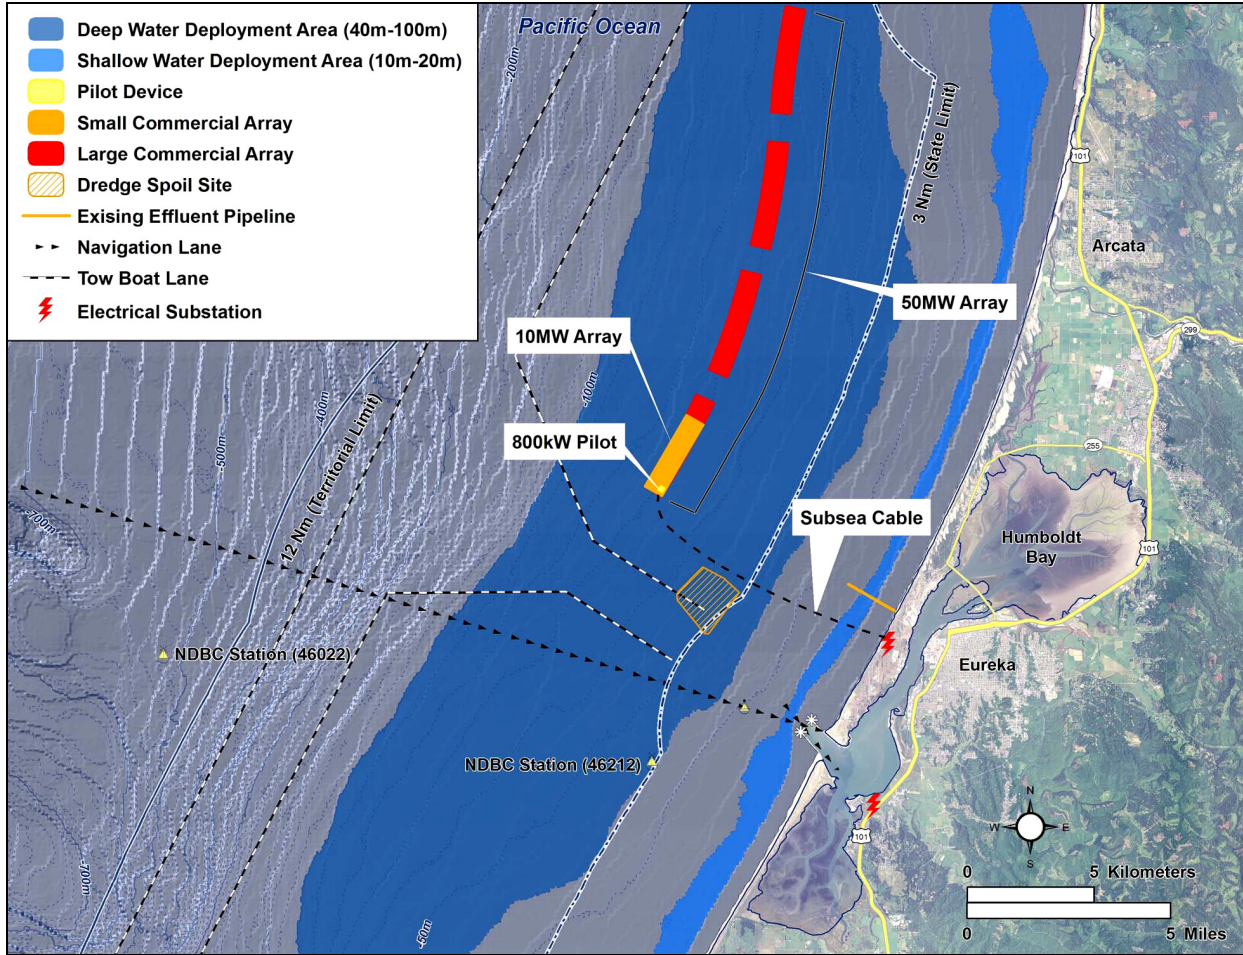 Deep Water Deployment Area (40m-100m)
Shallow Water Deployment Area (10m-20m)
Pilot Device
Small Commercial Array
Large Commercial Array
Dredge Spoil Site
Exising Effluent Pipeline
Navigation Lane
Tow Boat Lane
Electrical Substation
Pacific Ocean
-200m
3 Nm (State Limit)
101
Arcata
299
50MW Array
10MW Array
-100m
-400m
12 Nm (Territorial Limit)
800kW Pilot
-500m
255
-700m
Subsea Cable
Humboldt
Bay
101
NDBC Station (46022)
Eureka
NDBC Station (46212)
101
N
W
E
S
-700m
-50m
0
5 Kilometers
0
5 Miles